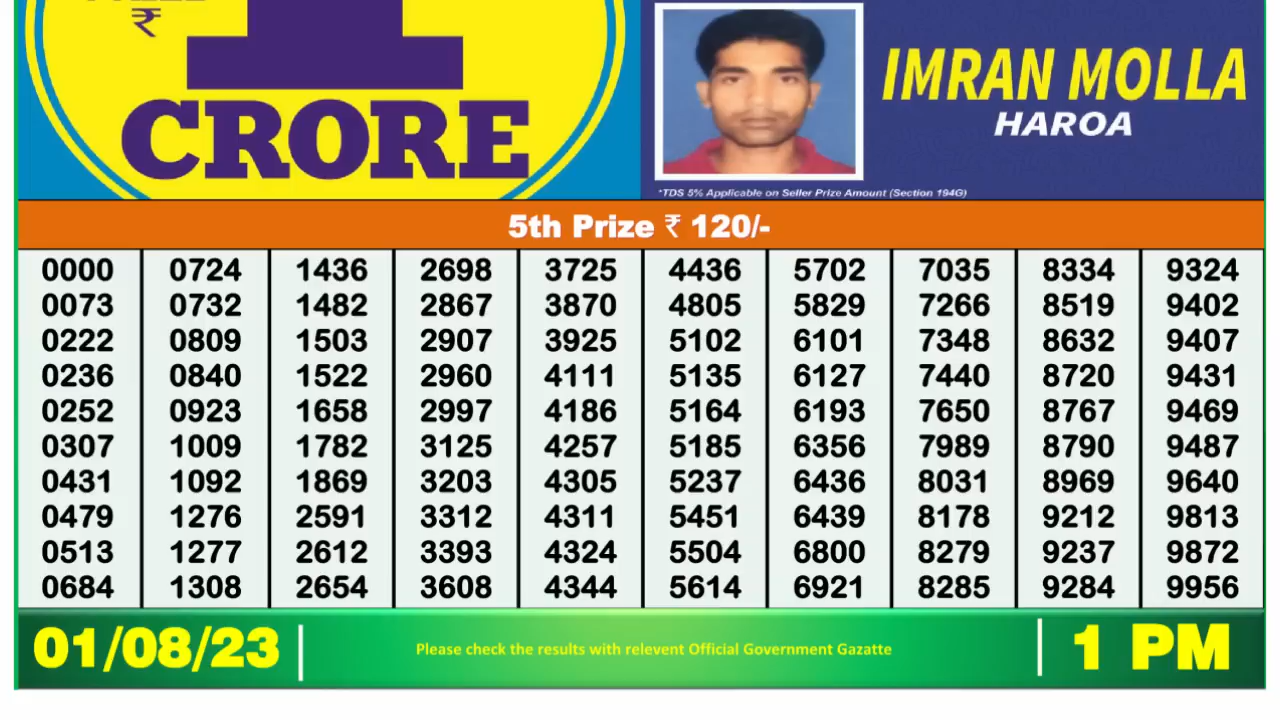 ₹
1
CRORE
IMRAN MOLLA
HAROA
*TDS 5% Applicable on Seller Prize Amount (Section 194G)
5th Prize ₹ 120/-
0000 0724 1436 2698 3725 4436 5702 7035 8334 9324
0073 0732 1482 2867 3870 4805 5829 7266 8519 9402
0222 0809 1503 2907 3925 5102 6101 7348 8632 9407
0236 0840 1522 2960 4111 5135 6127 7440 8720 9431
0252 0923 1658 2997 4186 5164 6193 7650 8767 9469
0307 1009 1782 3125 4257 5185 6356 7989 8790 9487
0431 1092 1869 3203 4305 5237 6436 8031 8969 9640
0479 1276 2591 3312 4311 5451 6439 8178 9212 9813
0513 1277 2612 3393 4324 5504 6800 8279 9237 9872
0684 1308 2654 3608 4344 5614 6921 8285 9284 9956
01/08/23
Please check the results with relevent Official Government Gazatte
1 PM